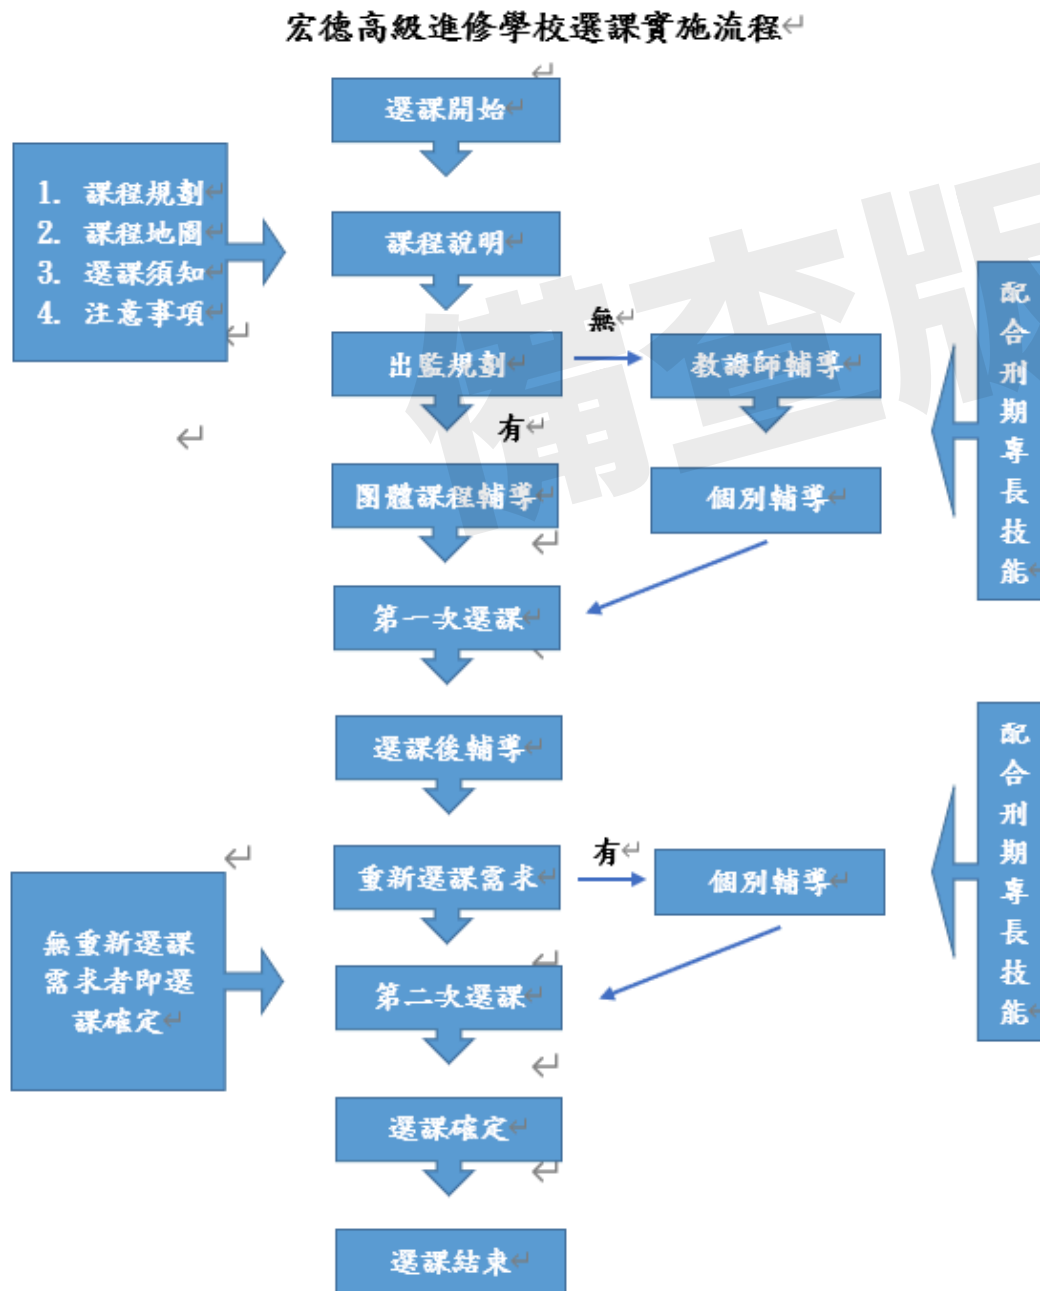 宏德高級進修學校選課實施流程
選課開始
1. 課程規劃
2. 課程地圖
3. 選課須知
4. 注意事項
課程說明
出監規劃
無
教誨師輔導
有
團體課程輔導
個別輔導
配
合
刑
期
專
長
技
能
第一次選課
選課後輔導
重新選課需求
有
個別輔導
配
合
刑
期
專
長
技
能
無重新選課
需求者即選
課確定
第二次選課
選課確定
選課結束
備查版